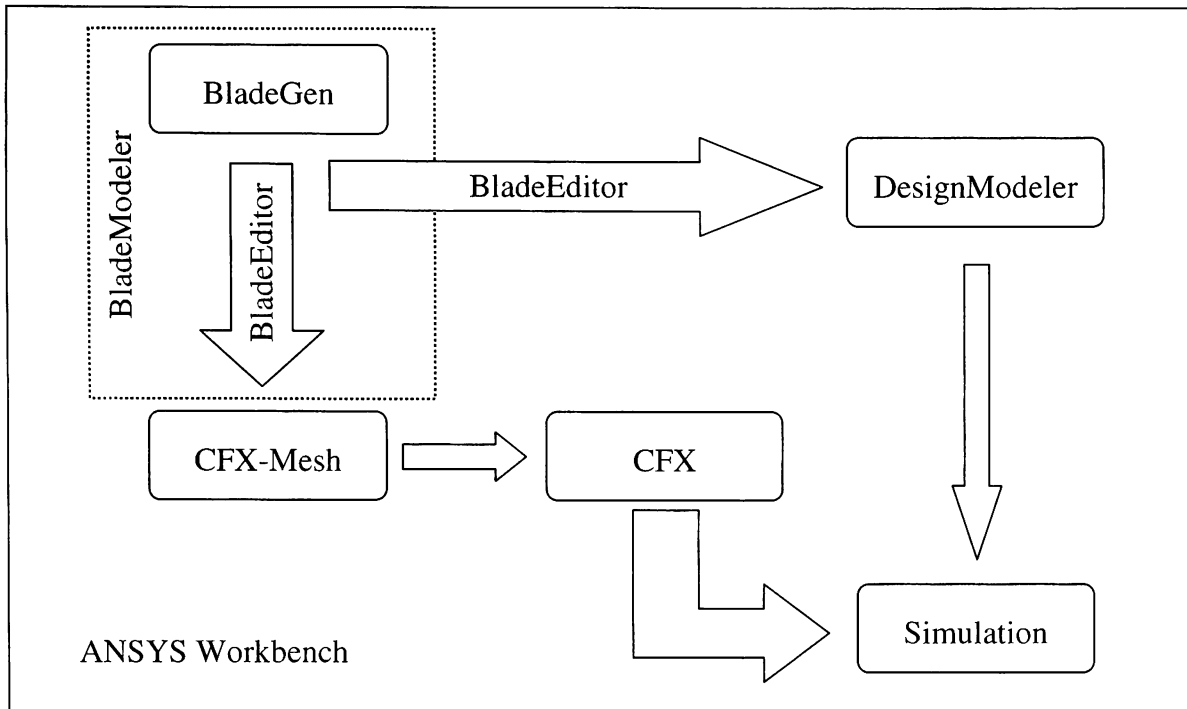 BladeGen
BladeModeler
BladeEditor
BladeEditor
DesignModeler
CFX-Mesh
CFX
Simulation
ANSYS Workbench